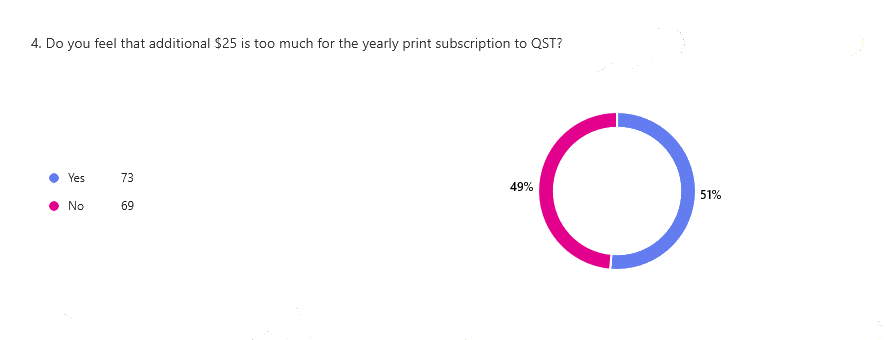 4. Do you feel that additional $25 is too much for the yearly print subscription to QST?
Yes 73
No 69
49%
51%